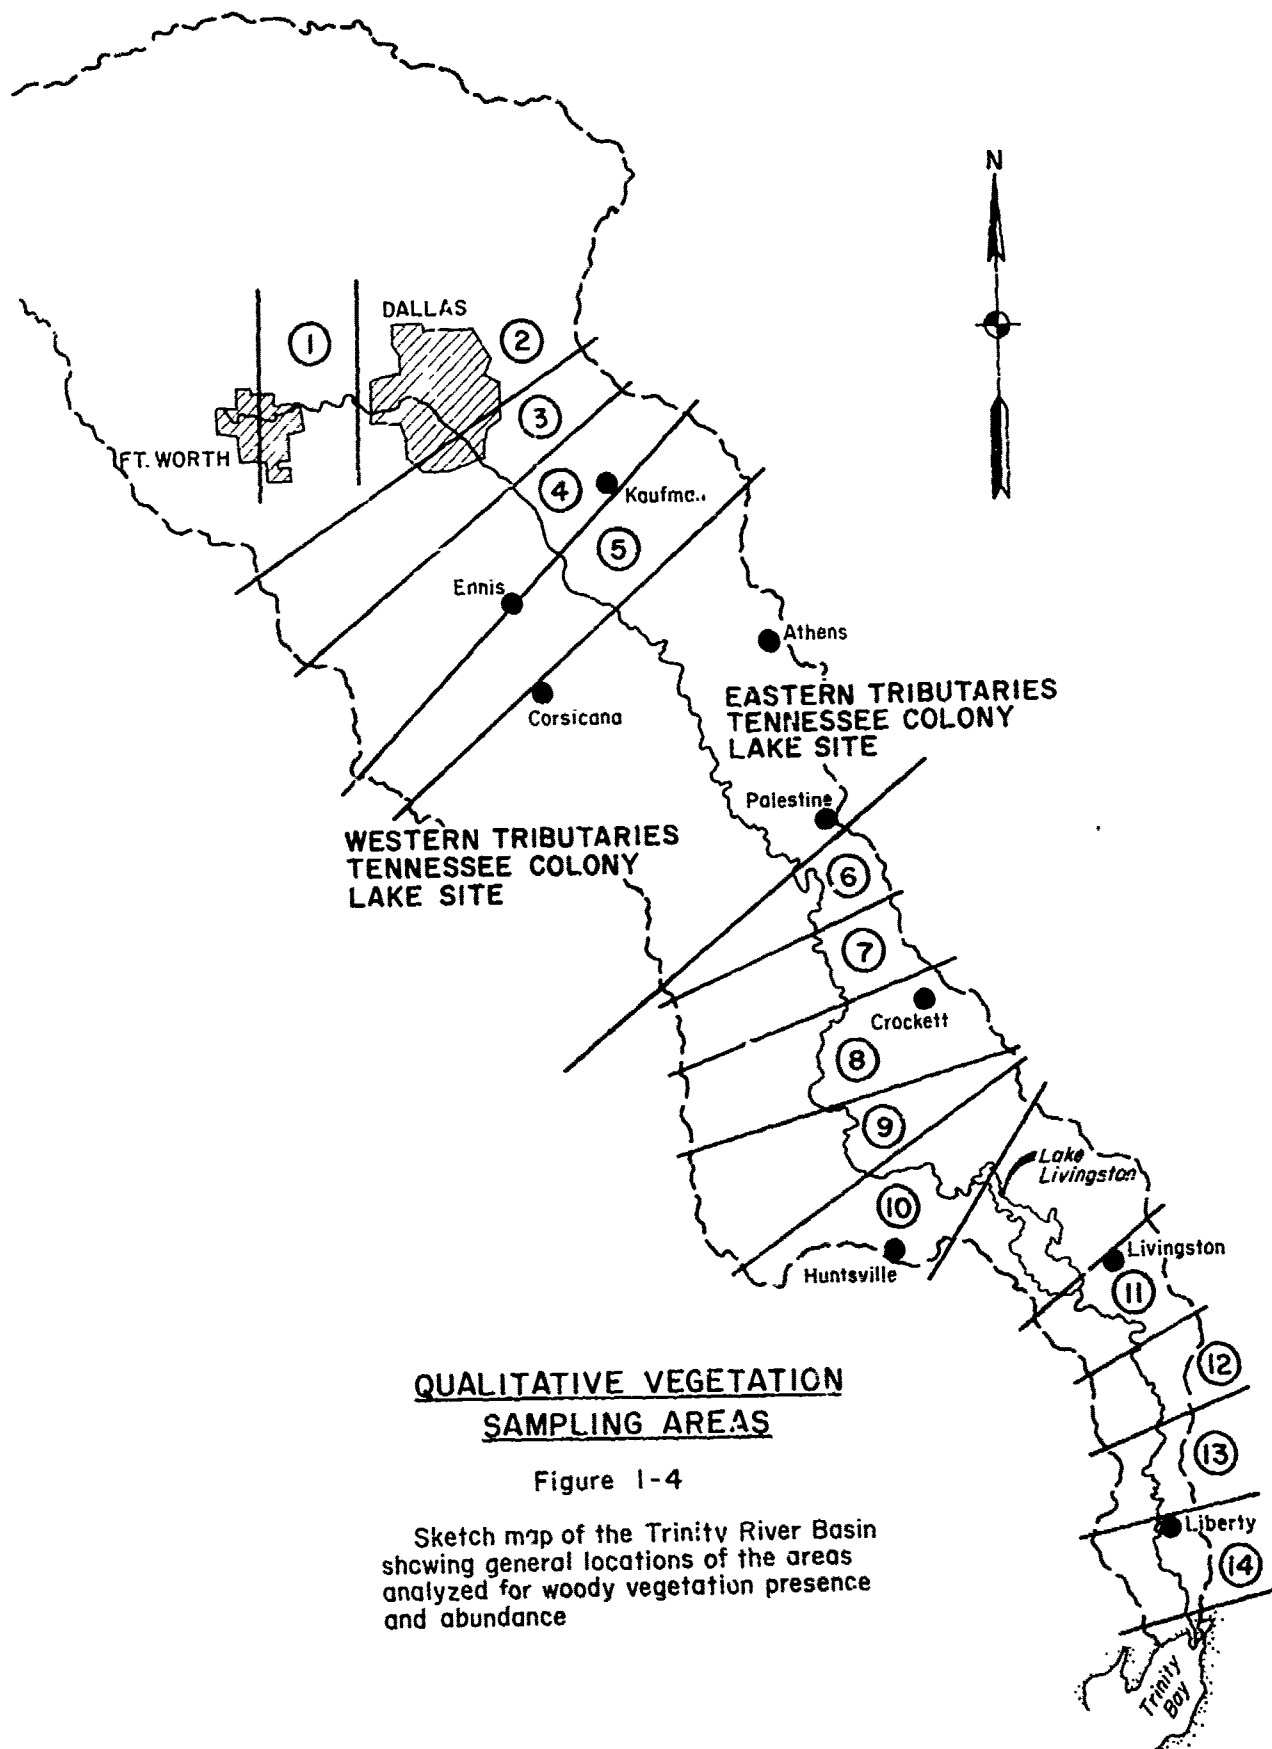 N
DALLAS
1
2
3
FT. WORTH
4
5
Ennis
Athens
Corsicana
EASTERN TRIBUTARIES
TENNESSEE COLONY
LAKE SITE
Palestine
WESTERN TRIBUTARIES
TENNESSEE COLONY
LAKE SITE
6
7
Crockett
8
9
Lake
Livingston
10
Huntsville
Livingston
11
12
13
Liberty
14
Trinity
Bay
QUALITATIVE VEGETATION
SAMPLING AREAS
Figure 1-4
Sketch map of the Trinity River Basin
showing general locations of the areas
analyzed for woody vegetation presence
and abundance